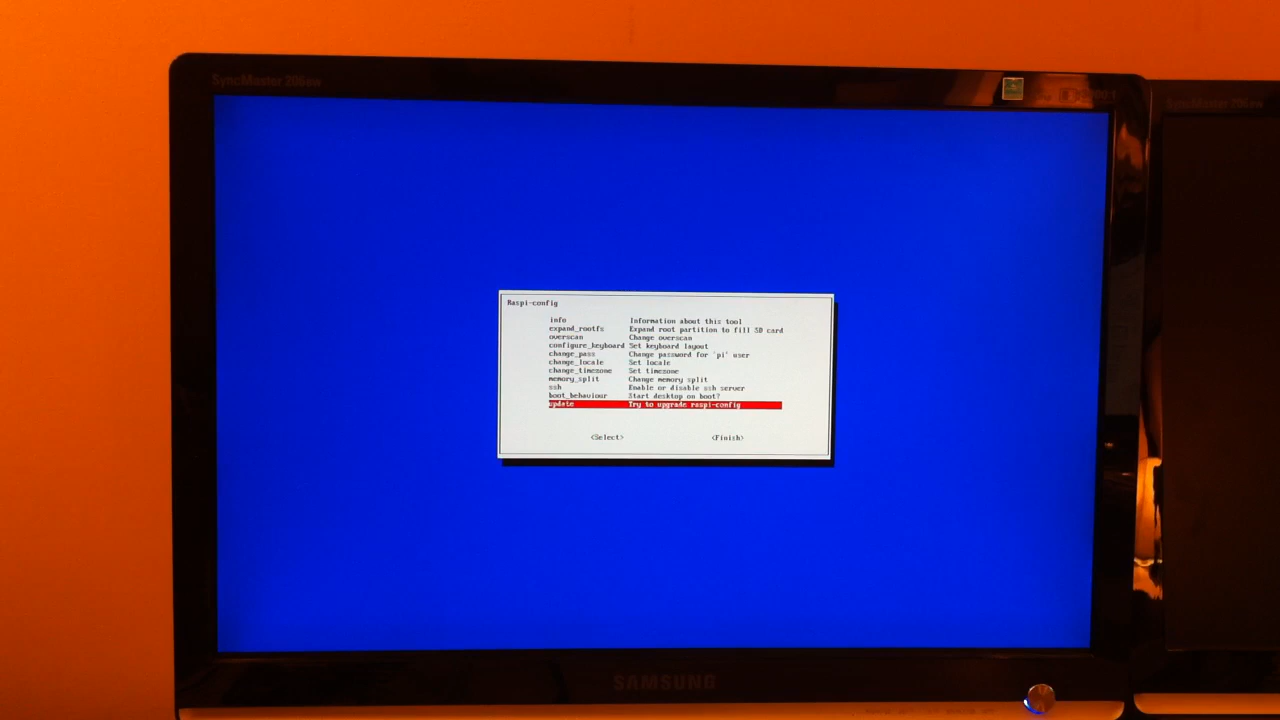 SyncMaster 206BW
Raspi-config
info Information about this tool
expand_rootfs Expand root partition to fill SD card
overscan Change overscan
configure_keyboard Set keyboard layout
change_pass Change password for 'pi' user
change_locale Set locale
change_timezone Set timezone
memory_split Change memory split
ssh Enable or disable ssh server
boot_behaviour Start desktop on boot?
update Try to upgrade raspi-config
<Select> <Finish>
SAMSUNG